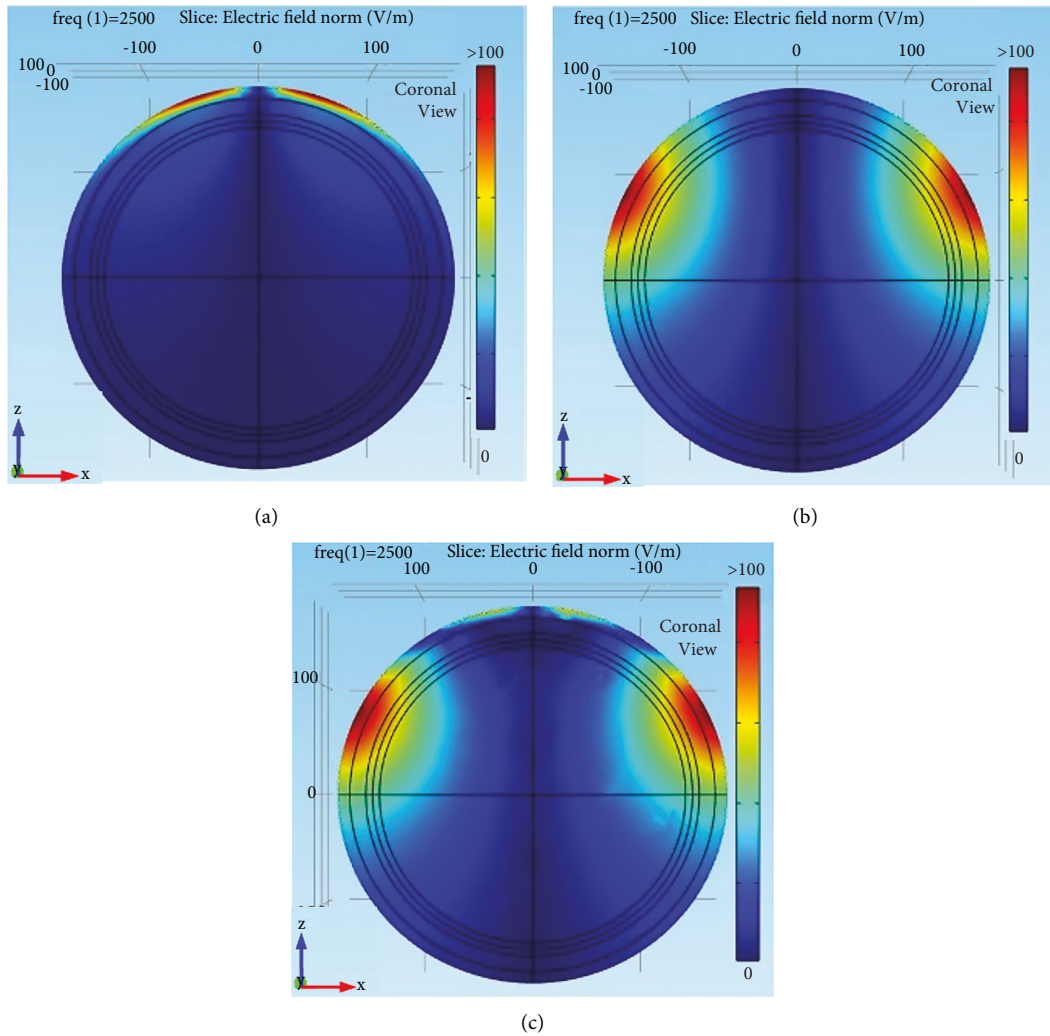 freq (1)=2500 Slice: Electric field norm (V/m)
-100 0 100
100
0
-100
>100
Coronal
View
0
z
y
x
(a)
freq (1)=2500 Slice: Electric field norm (V/m)
-100 0 100
100
0
-100
>100
Coronal
View
0
z
y
x
(b)
freq(1)=2500 Slice: Electric field norm (V/m)
100 0 -100
>100
Coronal
View
100
0
0
z
y
x
(c)